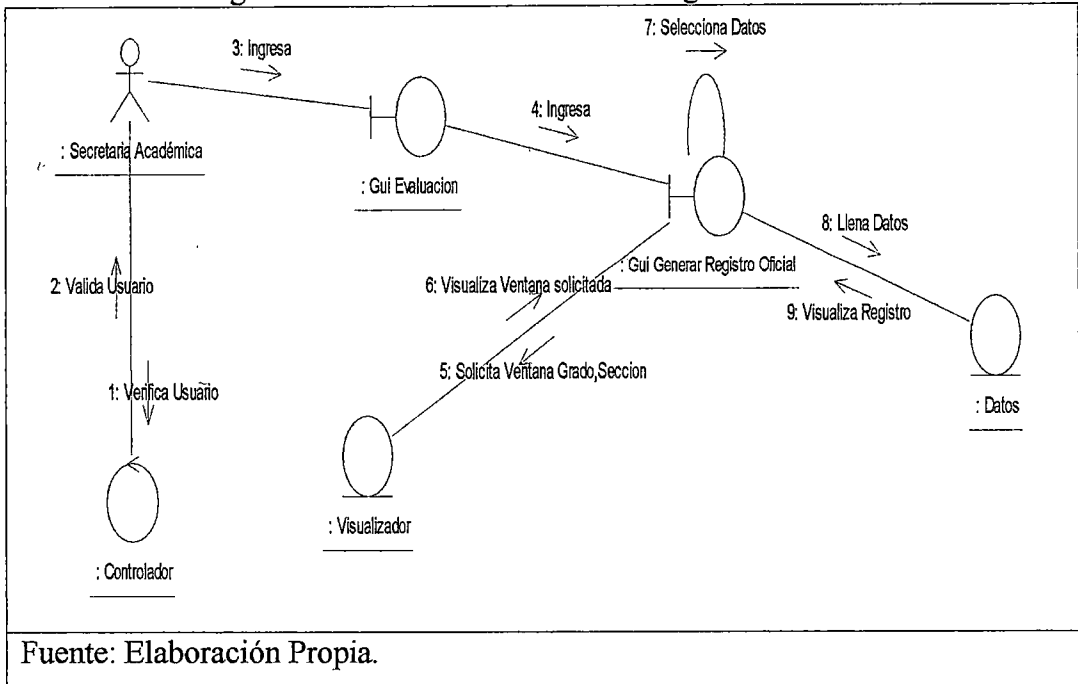 7: Selecciona Datos
3: Ingresa
4: Ingresa
: Secretaria Académica
: Gui Evaluacion
8: Llena Datos
: Gui Generar Registro Oficial
2: Valida Usuario
6: Visualiza Ventana solicitada
9: Visualiza Registro
5: Solicita Ventana Grado,Seccion
1: Verifica Usuario
: Datos
: Visualizador
: Controlador
Fuente: Elaboración Propia.